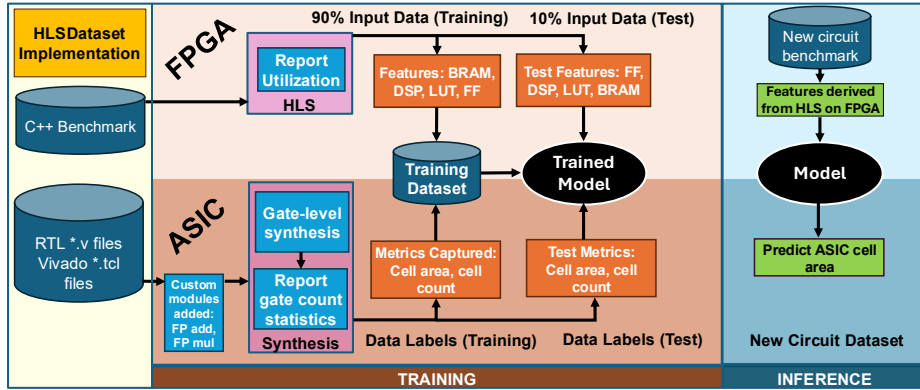 HLSDataset
Implementation
C++ Benchmark
RTL *.v files
Vivado *.tcl
files
FPGA
90% Input Data (Training)
10% Input Data (Test)
Report
Utilization
HLS
Features: BRAM,
DSP, LUT, FF
Test Features: FF,
DSP, LUT, BRAM
Training
Dataset
Trained
Model
ASIC
Gate-level
synthesis
Report
gate count
statistics
Synthesis
Custom
modules
added:
FP add,
FP mul
Metrics Captured:
Cell area, cell
count
Test Metrics:
Cell area, cell
count
Data Labels (Training)
Data Labels (Test)
TRAINING
New circuit
benchmark
Features derived
from HLS on FPGA
Model
Predict ASIC cell
area
New Circuit Dataset
INFERENCE